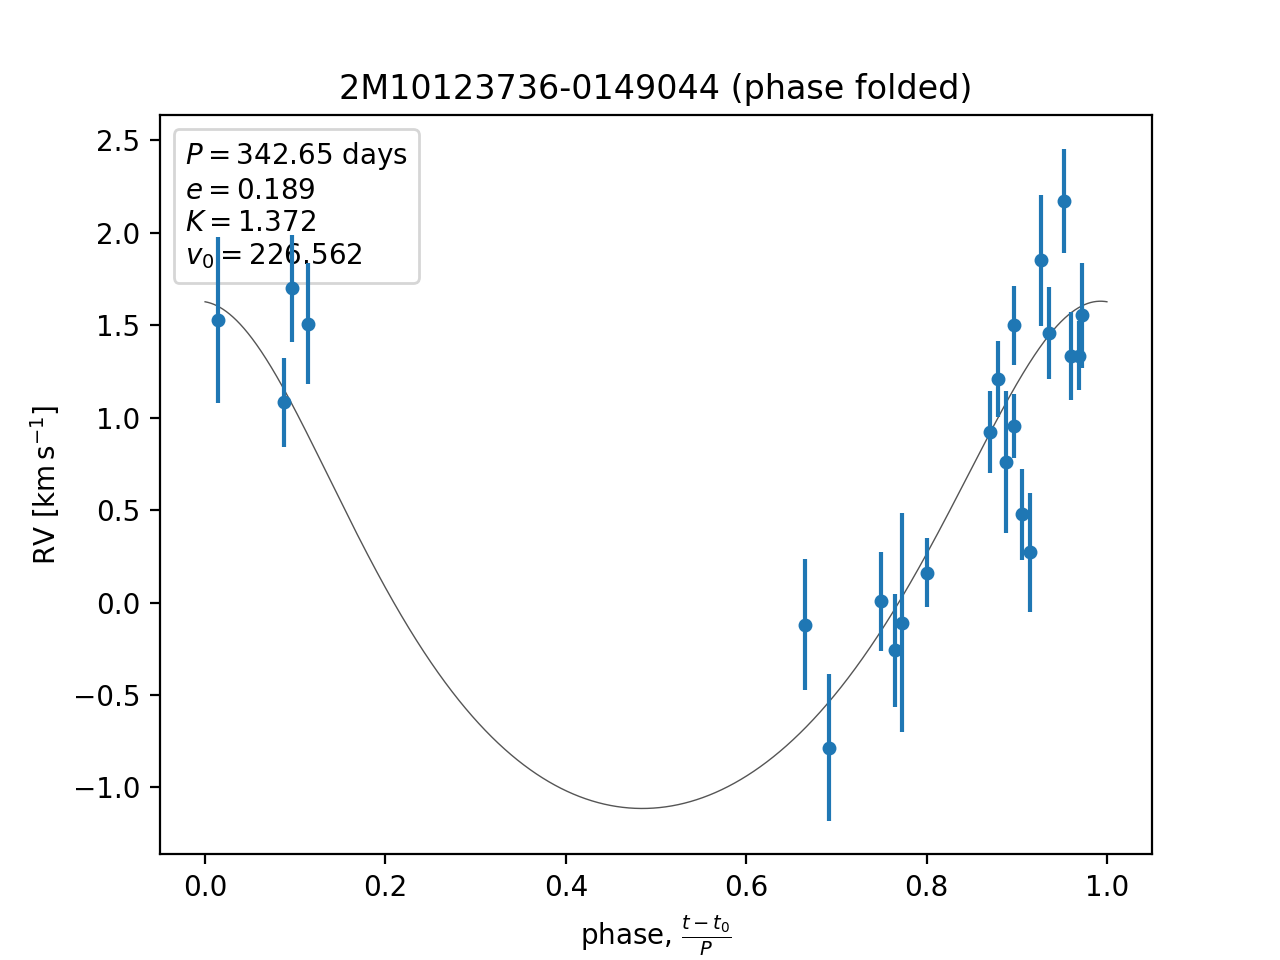 2M10123736-0149044 (phase folded)
P = 342.65 days
e = 0.189
K = 1.372
v₀ = 226.562
2.5
2.0
1.5
1.0
0.5
0.0
−0.5
−1.0
RV [km s⁻¹]
0.0 0.2 0.4 0.6 0.8 1.0
phase, (t − t₀)/P